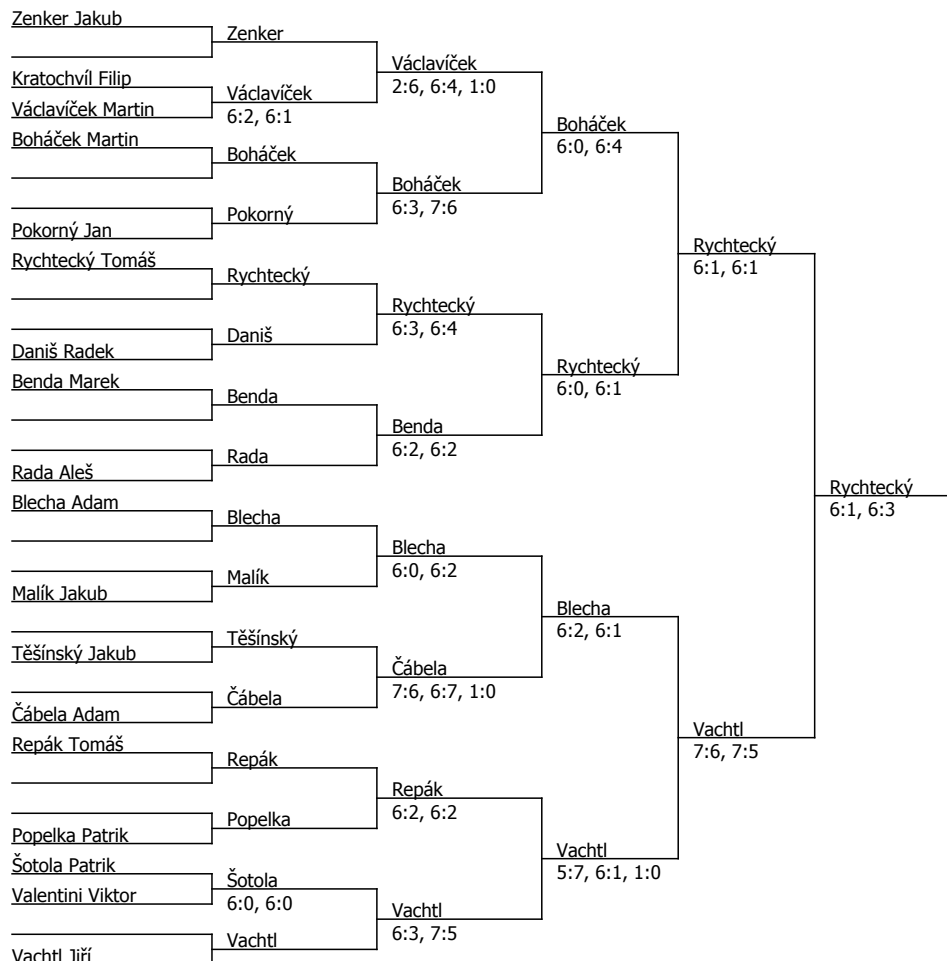 Zenker Jakub
Kratochvíl Filip
Václavíček Martin
Boháček Martin
Pokorný Jan
Rychtecký Tomáš
Daniš Radek
Benda Marek
Rada Aleš
Blecha Adam
Malík Jakub
Těšínský Jakub
Čábela Adam
Repák Tomáš
Popelka Patrik
Šotola Patrik
Valentini Viktor
Vachtl Jiří
Zenker
Václavíček
6:2, 6:1
Boháček
Pokorný
Rychtecký
Daniš
Benda
Rada
Blecha
Malík
Těšínský
Čábela
Repák
Popelka
Šotola
6:0, 6:0
Vachtl
Václavíček
2:6, 6:4, 1:0
Boháček
6:3, 7:6
Rychtecký
6:3, 6:4
Benda
6:2, 6:2
Blecha
6:0, 6:2
Čábela
7:6, 6:7, 1:0
Repák
6:2, 6:2
Vachtl
6:3, 7:5
Boháček
6:0, 6:4
Rychtecký
6:0, 6:1
Blecha
6:2, 6:1
Vachtl
5:7, 6:1, 1:0
Rychtecký
6:1, 6:1
Vachtl
7:6, 7:5
Rychtecký
6:1, 6:3